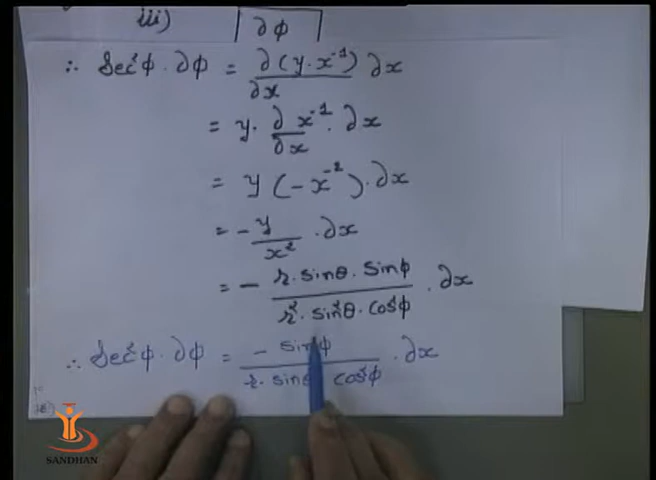 iii) ∂φ
∴ Sec²φ · ∂φ = ∂(y·x⁻¹)/∂x ∂x
= y· ∂/∂x x⁻¹ · ∂x
= y(-x⁻²)·∂x
= - y/x² · ∂x
= - r·sinθ·sinφ / r²·sin²θ·cos²φ · ∂x
∴ Sec²φ · ∂φ = - sinφ / r·sinθ cos²φ · ∂x
SANDHAN